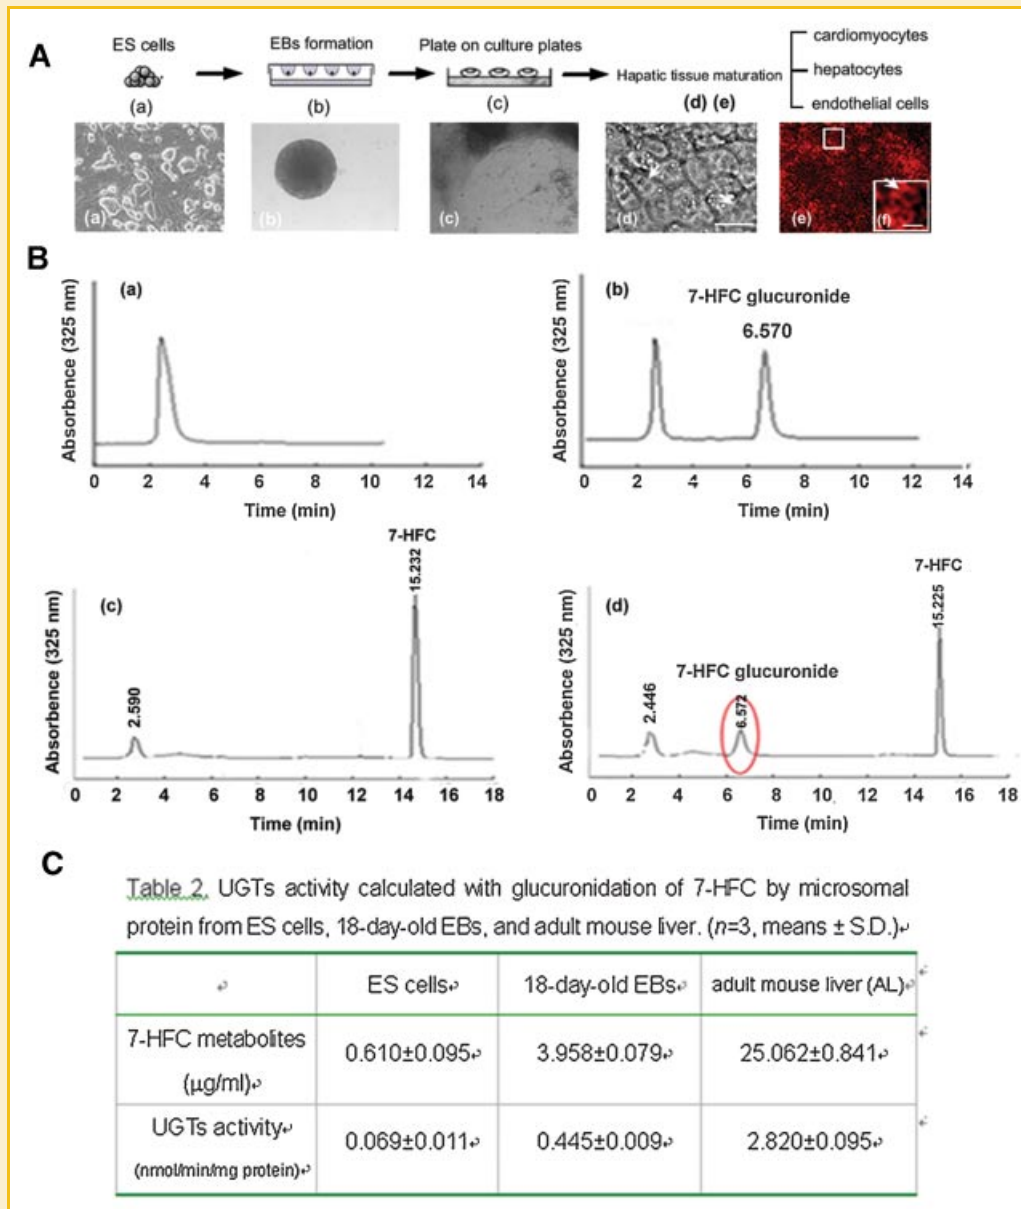 A
ES cells
EBs formation
Plate on culture plates
Hapatic tissue maturation
cardiomyocytes
hepatocytes
endothelial cells
(a)
(b)
(c)
(d) (e)
(a)
(b)
(c)
(d)
(e)
(f)
B
(a)
Absorbence (325 nm)
0 2 4 6 8 10 12 14
Time (min)
(b)
7-HFC glucuronide
6.570
Absorbence (325 nm)
0 2 4 6 8 10 12 14
Time (min)
(c)
7-HFC
15.232
2.590
Absorbence (325 nm)
0 2 4 6 8 10 12 14 16 18
Time (min)
(d)
7-HFC
15.225
7-HFC glucuronide
2.446
6.572
Absorbence (325 nm)
0 2 4 6 8 10 12 14 16 18
Time (min)
C
Table 2. UGTs activity calculated with glucuronidation of 7-HFC by microsomal
protein from ES cells, 18-day-old EBs, and adult mouse liver. (n=3, means ± S.D.)
ES cells 18-day-old EBs adult mouse liver (AL)
7-HFC metabolites
(μg/ml) 0.610±0.095 3.958±0.079 25.062±0.841
UGTs activity
(nmol/min/mg protein) 0.069±0.011 0.445±0.009 2.820±0.095